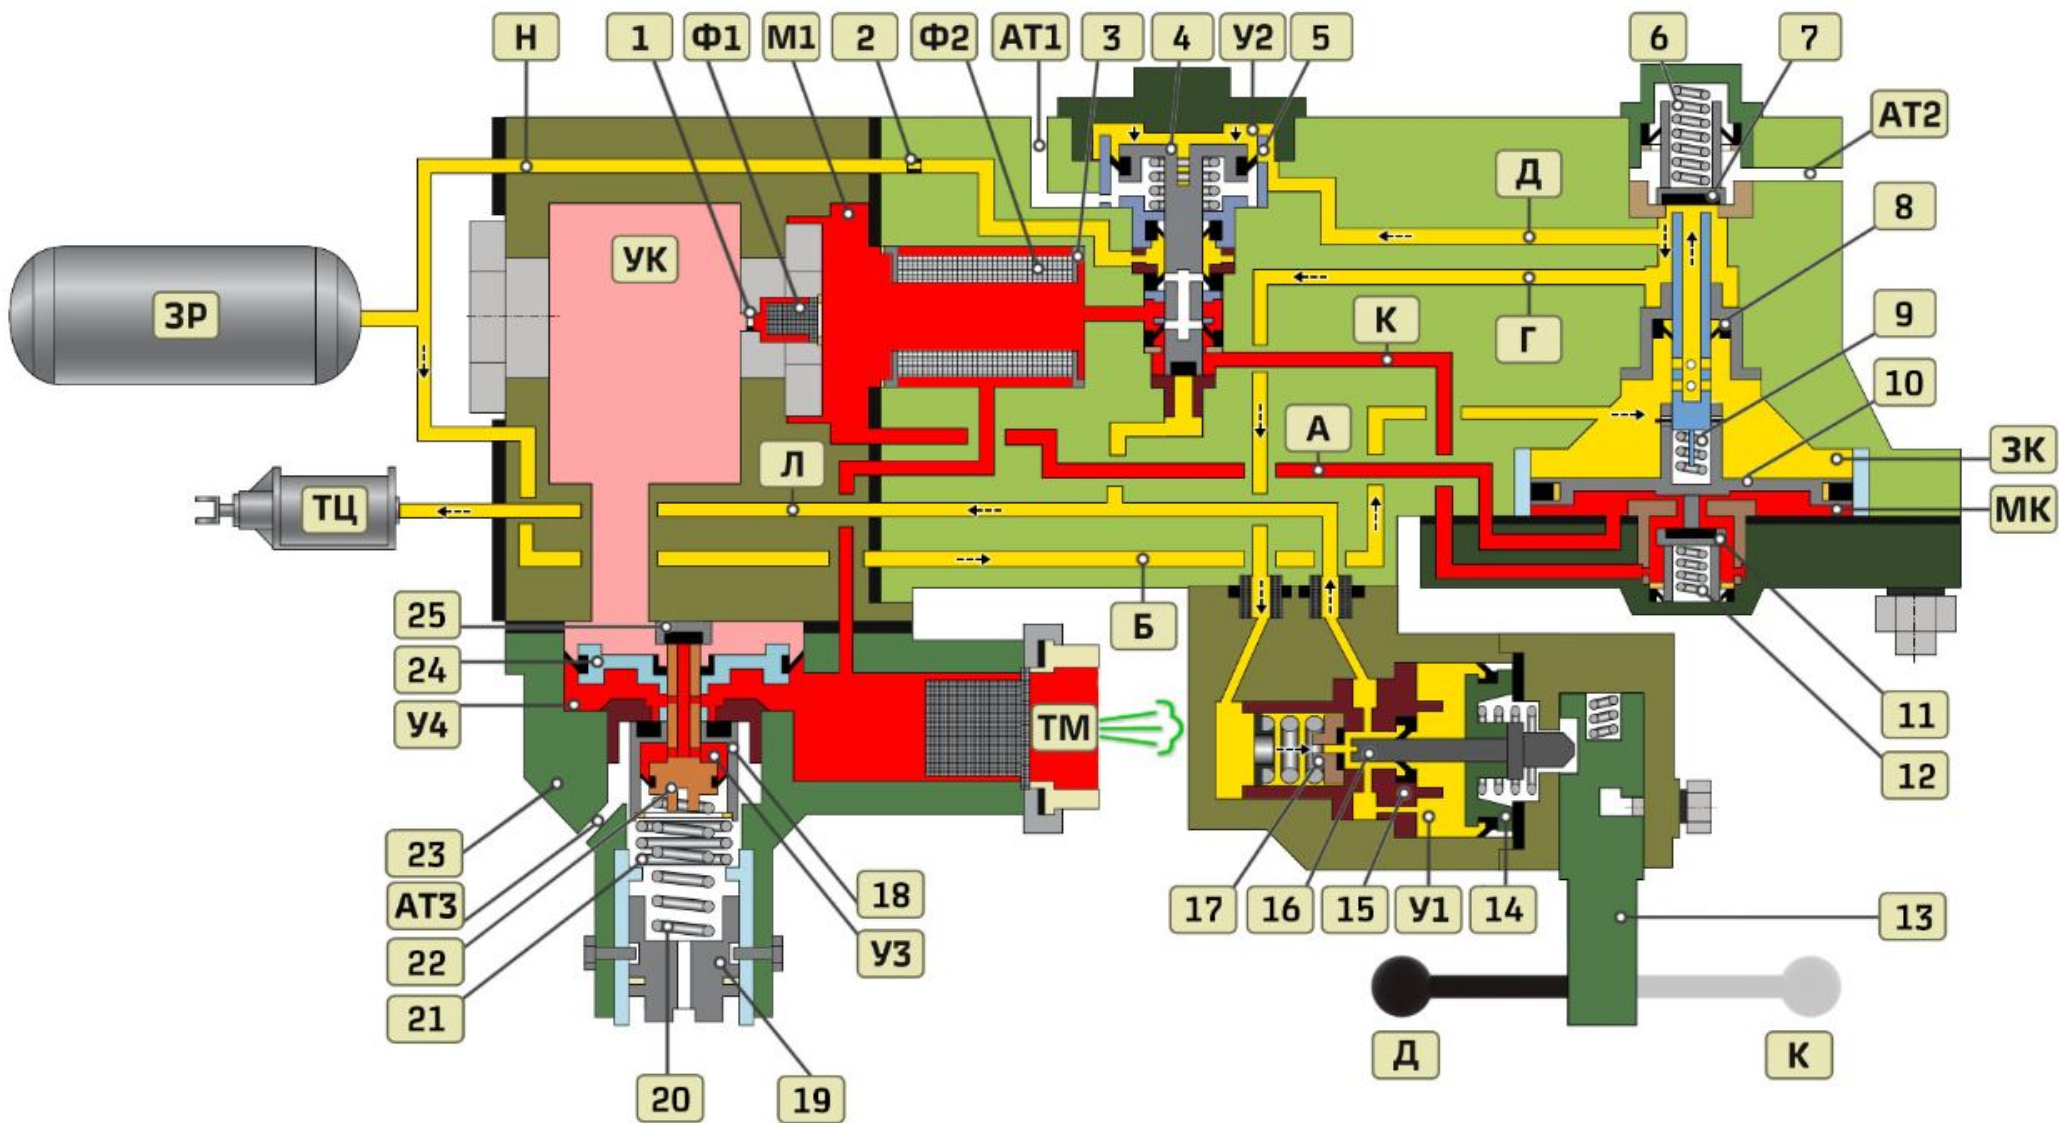 Н 1 Ф1 М1 2 Ф2 АТ1 3 4 У2 5 6 7
АТ2
Д
8
УК
ЗР
К
Г
9
10
А
Л
ЗК
ТЦ
МК
25
Б
24
У4
ТМ
11
12
23
18
АТ3
17 16 15 У1 14
13
22
У3
21
Д К
20 19